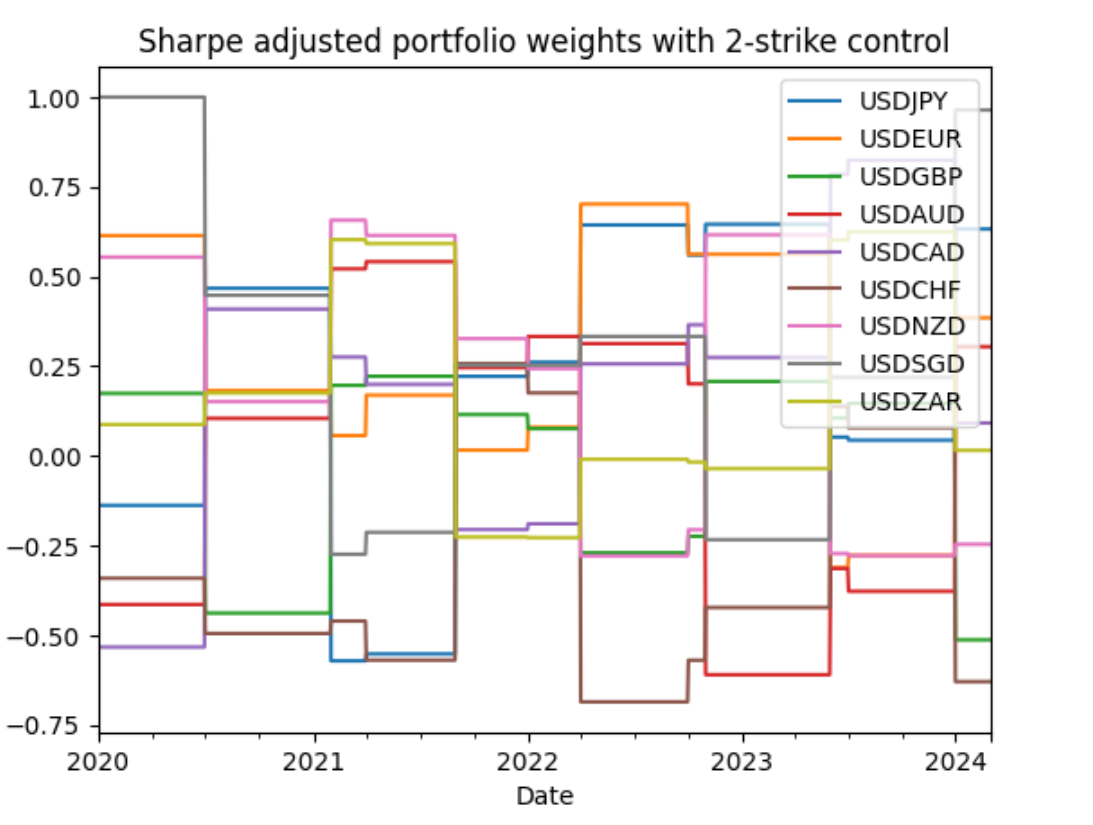 Sharpe adjusted portfolio weights with 2-strike control
1.00
0.75
0.50
0.25
0.00
−0.25
−0.50
−0.75
USDJPY
USDEUR
USDGBP
USDAUD
USDCAD
USDCHF
USDNZD
USDSGD
USDZAR
2020
2021
2022
2023
2024
Date